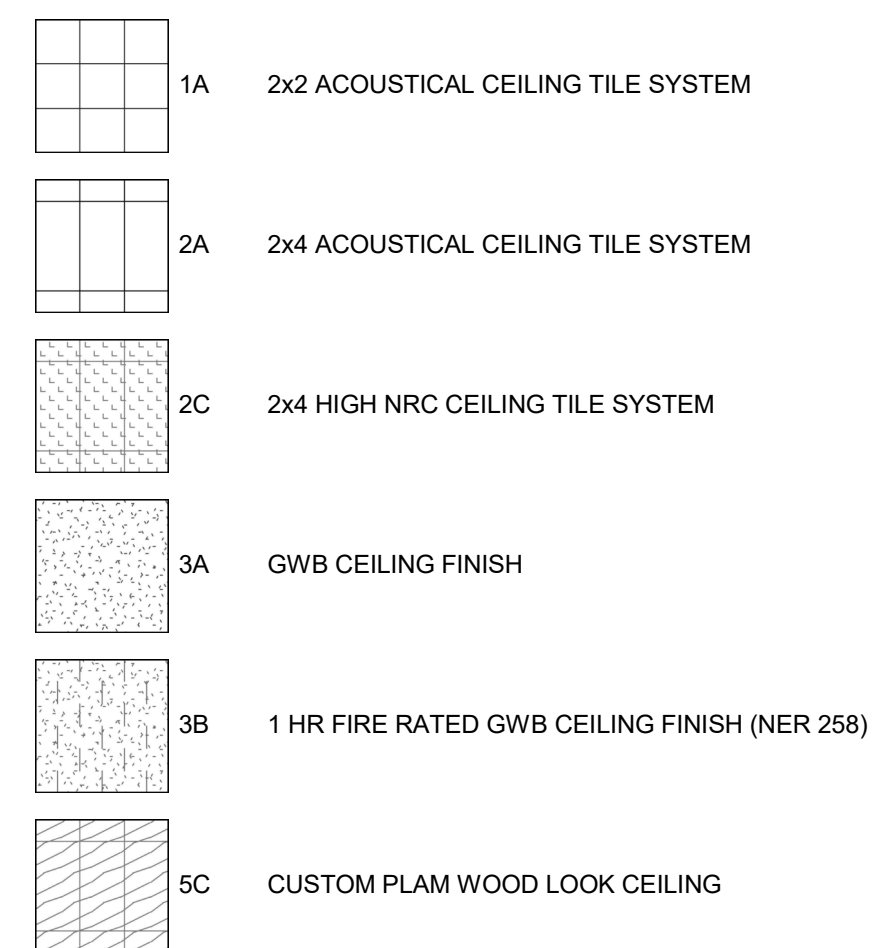 1A 2x2 ACOUSTICAL CEILING TILE SYSTEM
2A 2x4 ACOUSTICAL CEILING TILE SYSTEM
2C 2x4 HIGH NRC CEILING TILE SYSTEM
3A GWB CEILING FINISH
3B 1 HR FIRE RATED GWB CEILING FINISH (NER 258)
5C CUSTOM PLAM WOOD LOOK CEILING